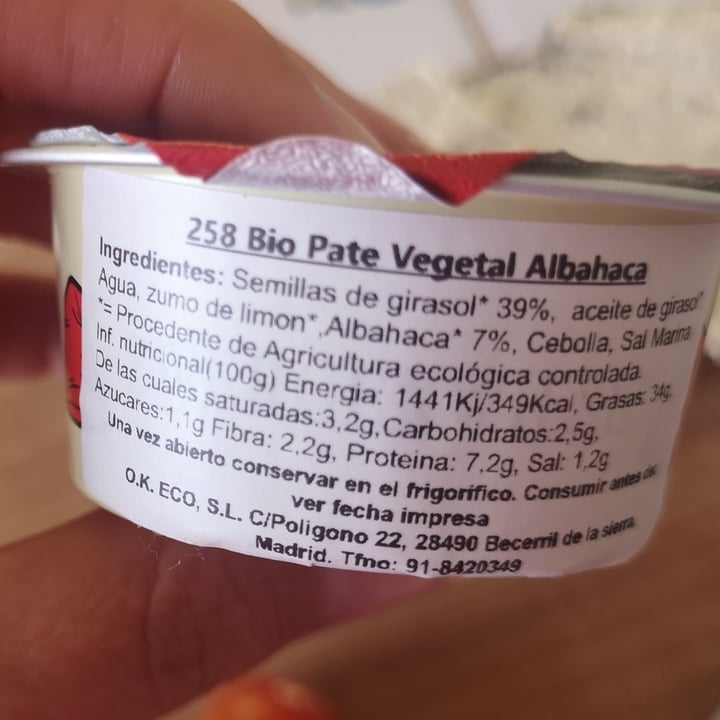 258 Bio Pate Vegetal Albahaca
Ingredientes: Semillas de girasol* 39%, aceite de girasol*
Agua, zumo de limon*,Albahaca* 7%, Cebolla, Sal Marina
*= Procedente de Agricultura ecológica controlada.
Inf. nutricional(100g) Energia: 1441Kj/349Kcal, Grasas: 34g,
De las cuales saturadas:3,2g,Carbohidratos:2,5g,
Azucares:1,1g Fibra: 2,2g, Proteina: 7,2g, Sal: 1,2g
Una vez abierto conservar en el frigorífico. Consumir antes de:
ver fecha impresa
O.K. ECO, S.L. C/Poligono 22, 28490 Becerril de la sierra,
Madrid. Tfno: 91-8420349